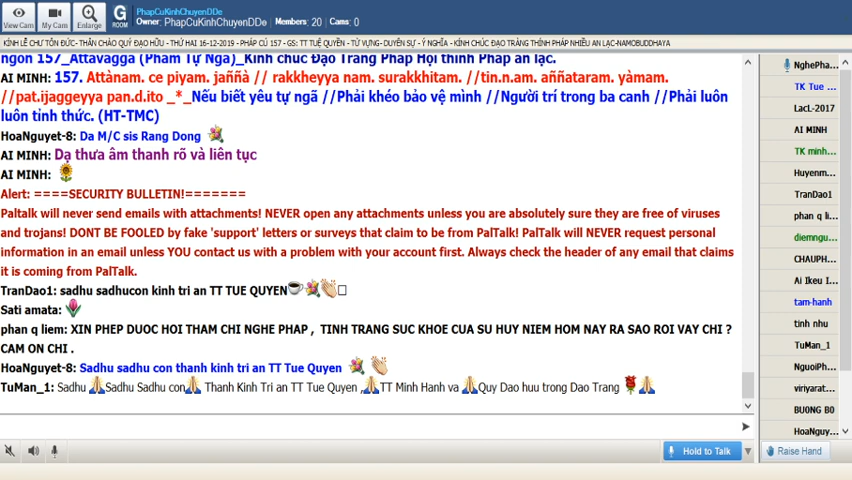 PhapCuKinhChuyenDDe
Owner: PhapCuKinhChuyenDDe Members: 20 Cams: 0
View Cam
My Cam
Enlarge
G
ROOM
KÍNH LỄ CHƯ TÔN ĐỨC- THÂN CHÀO QUÝ ĐẠO HỮU - THỨ HAI 16-12-2019 - PHÁP CÚ 157 - GS: TT TUỆ QUYỀN - TỪ VỰNG- DUYÊN SỰ - Ý NGHĨA - KÍNH CHÚC ĐẠO TRÀNG THÍNH PHÁP NHIỀU AN LẠC-NAMOBUDDHAYA
ngôn 157_Attavagga (Phẩm Tự Ngã)_Kính chúc Đạo Tràng Pháp Hội thính Pháp an lạc.
AI MINH: 157. Attànam. ce piyam. jaññà // rakkheyya nam. surakkhitam. //tin.n.am. aññataram. yàmam.
//pat.ijaggeyya pan.d.ito _*_Nếu biết yêu tự ngã //Phải khéo bảo vệ mình //Người trí trong ba canh //Phải luôn
luôn tỉnh thức. (HT-TMC)
HoaNguyet-8: Da M/C sis Rang Dong
AI MINH: Dạ thưa âm thanh rõ và liên tục
AI MINH:
Alert: ====SECURITY BULLETIN!=======
Paltalk will never send emails with attachments! NEVER open any attachments unless you are absolutely sure they are free of viruses
and trojans! DONT BE FOOLED by fake 'support' letters or surveys that claim to be from PalTalk! PalTalk will NEVER request personal
information in an email unless YOU contact us with a problem with your account first. Always check the header of any email that claims
it is coming from PalTalk.
TranDao1: sadhu sadhucon kinh tri an TT TUE QUYEN
Sati amata:
phan q liem: XIN PHEP DUOC HOI THAM CHI NGHE PHAP , TINH TRANG SUC KHOE CUA SU HUY NIEM HOM NAY RA SAO ROI VAY CHI ?
CAM ON CHI .
HoaNguyet-8: Sadhu sadhu con thanh kinh tri an TT Tue Quyen
TuMan_1: Sadhu Sadhu Sadhu con Thanh Kinh Tri an TT Tue Quyen , TT Minh Hanh va Quy Dao huu trong Dao Trang
Hold to Talk
Raise Hand
NghePha...
TK Tue ...
LacL-2017
AI MINH
TK minh...
Huyenm...
TranDao1
phan q li...
diemngu...
CHAUPH...
Ai Ikeu I...
tam-hanh
tinh nhu
TuMan_1
NguoiPh...
viriyarat...
BU0NG B0
HoaNguy...